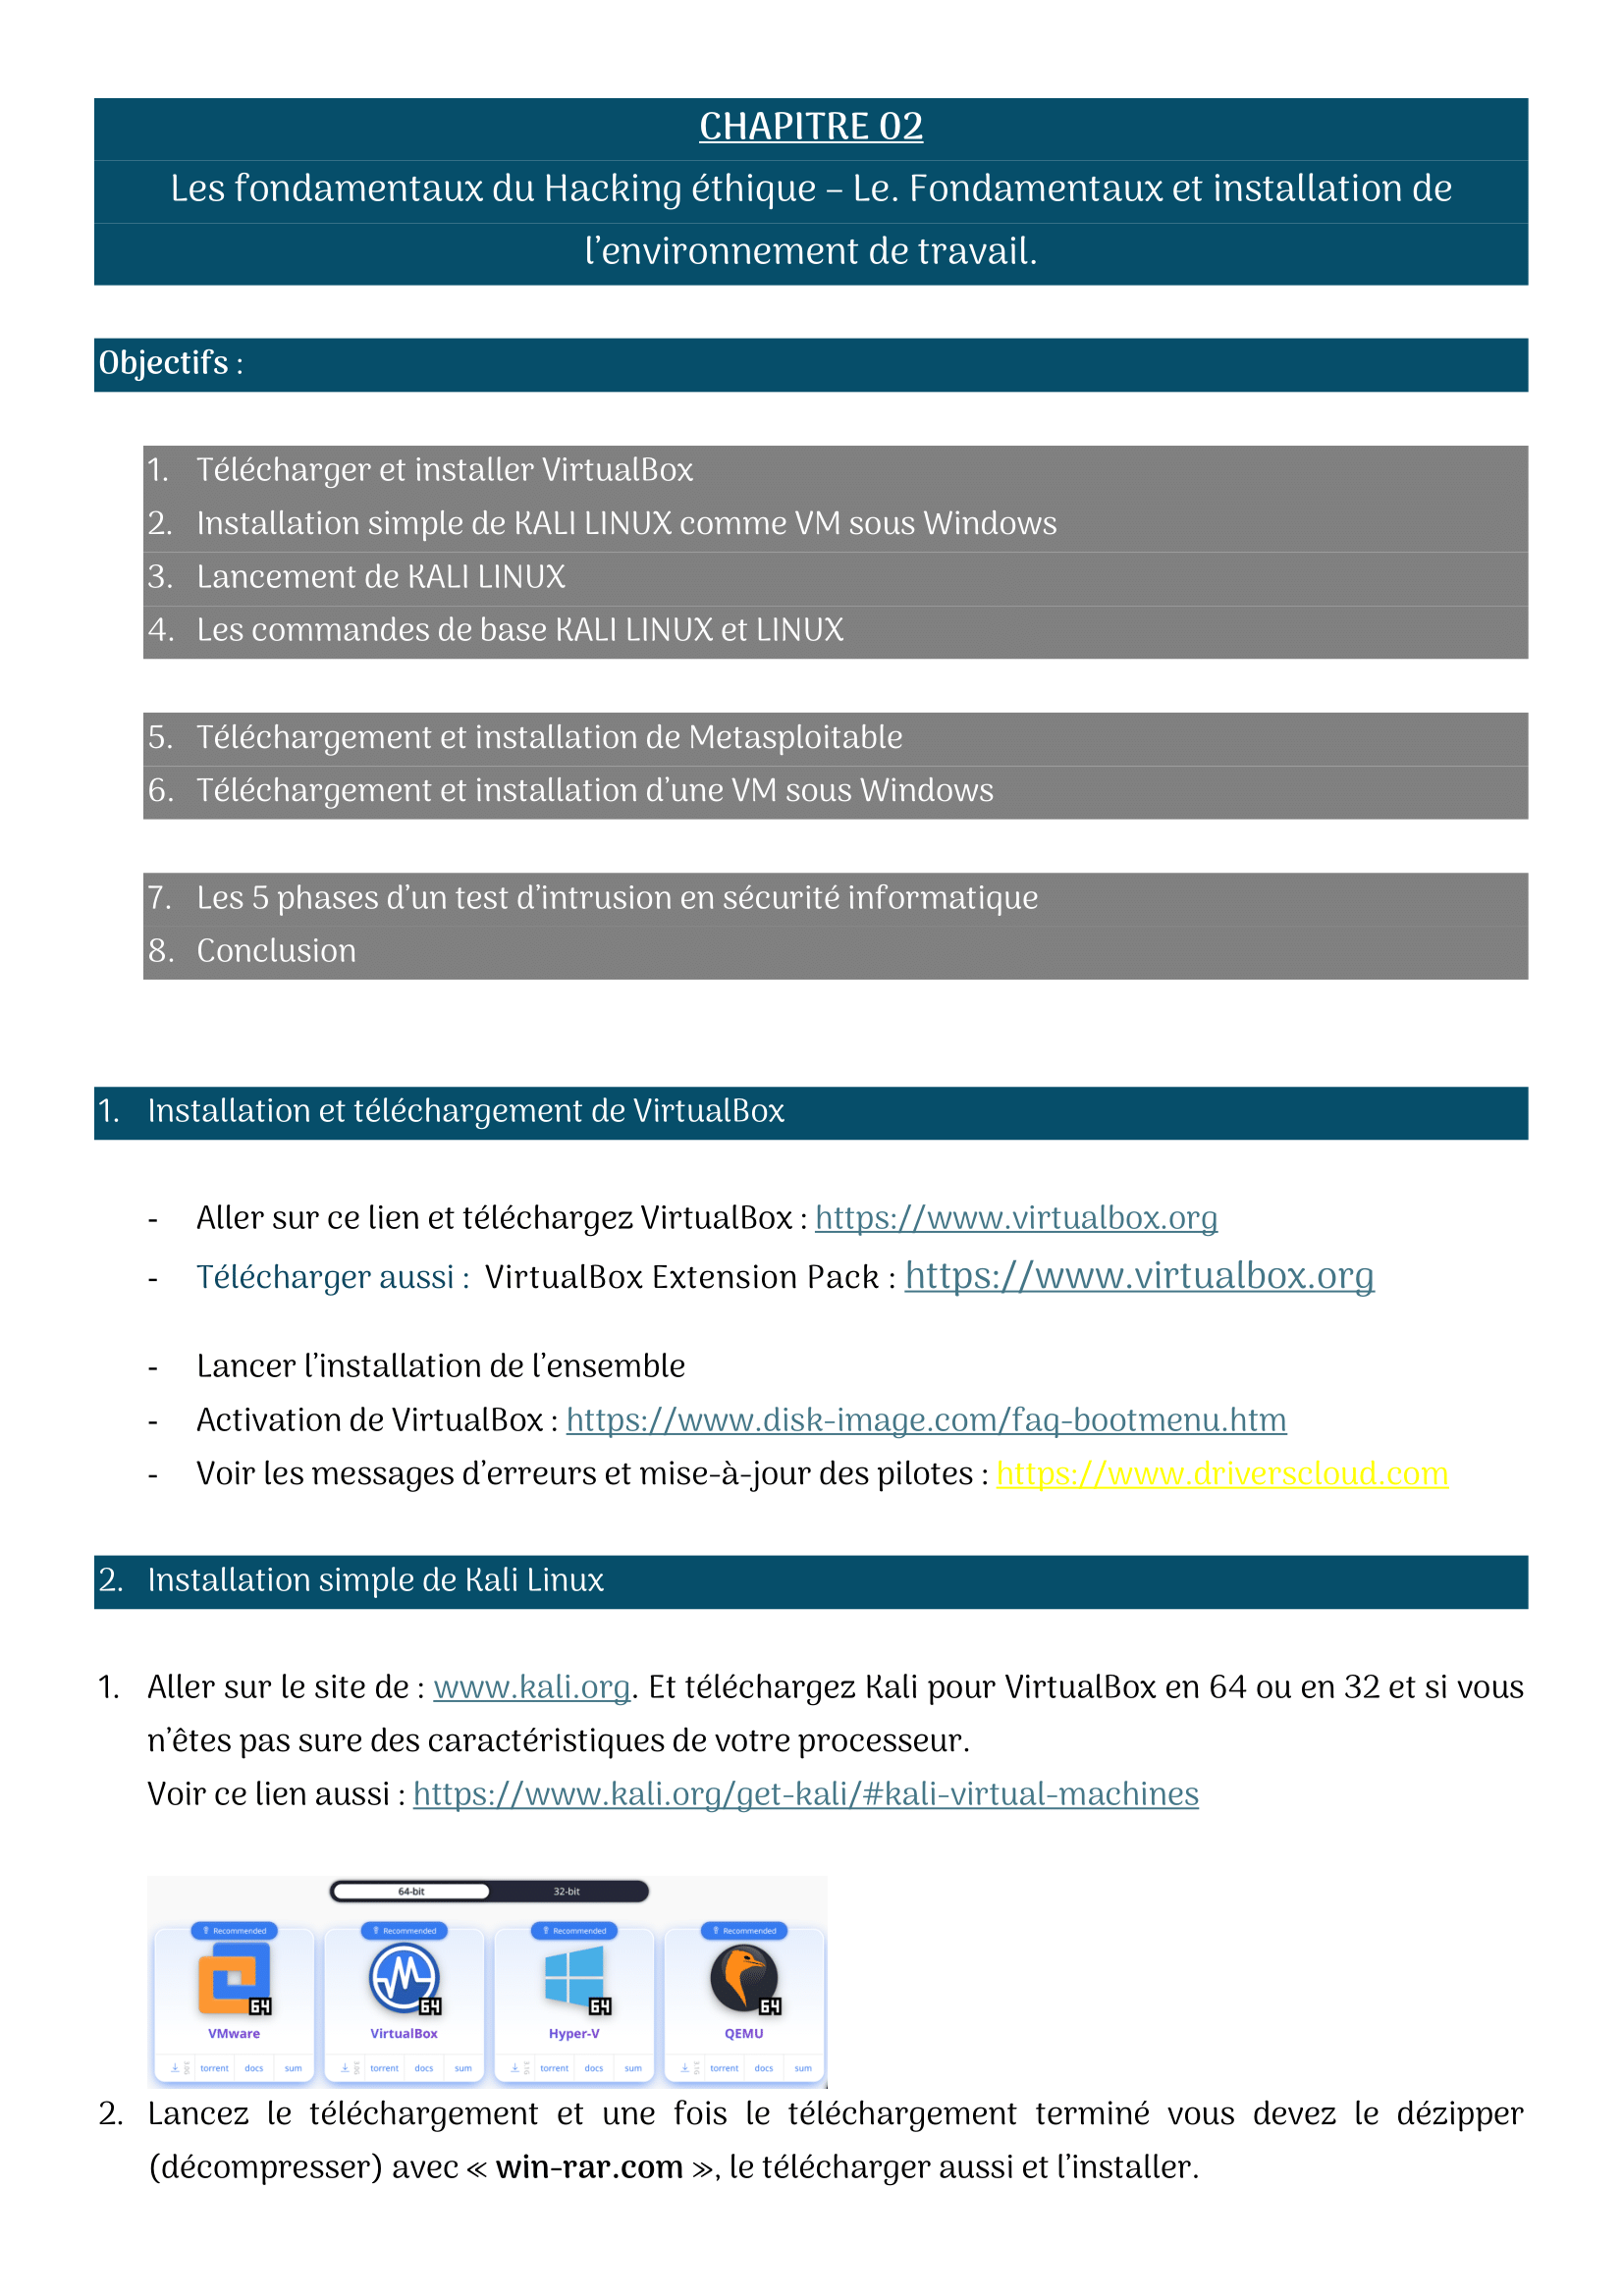 CHAPITRE 02
Les fondamentaux du Hacking éthique – Le. Fondamentaux et installation de
l’environnement de travail.
Objectifs :
1. Télécharger et installer VirtualBox
2. Installation simple de KALI LINUX comme VM sous Windows
3. Lancement de KALI LINUX
4. Les commandes de base KALI LINUX et LINUX
5. Téléchargement et installation de Metasploitable
6. Téléchargement et installation d’une VM sous Windows
7. Les 5 phases d’un test d’intrusion en sécurité informatique
8. Conclusion
1. Installation et téléchargement de VirtualBox
- Aller sur ce lien et téléchargez VirtualBox : https://www.virtualbox.org
- Télécharger aussi : VirtualBox Extension Pack : https://www.virtualbox.org
- Lancer l’installation de l’ensemble
- Activation de VirtualBox : https://www.disk-image.com/faq-bootmenu.htm
- Voir les messages d’erreurs et mise-à-jour des pilotes : https://www.driverscloud.com
2. Installation simple de Kali Linux
1. Aller sur le site de : www.kali.org. Et téléchargez Kali pour VirtualBox en 64 ou en 32 et si vous
n’êtes pas sure des caractéristiques de votre processeur.
Voir ce lien aussi : https://www.kali.org/get-kali/#kali-virtual-machines
64-bit 32-bit
Recommended Recommended Recommended Recommended
64 64 64 64
VMware VirtualBox Hyper-V QEMU
3.0G torrent docs sum 3.0G torrent docs sum 3.1G torrent docs sum 3.1G torrent docs sum
2. Lancez le téléchargement et une fois le téléchargement terminé vous devez le dézipper
(décompresser) avec « win-rar.com », le télécharger aussi et l’installer.